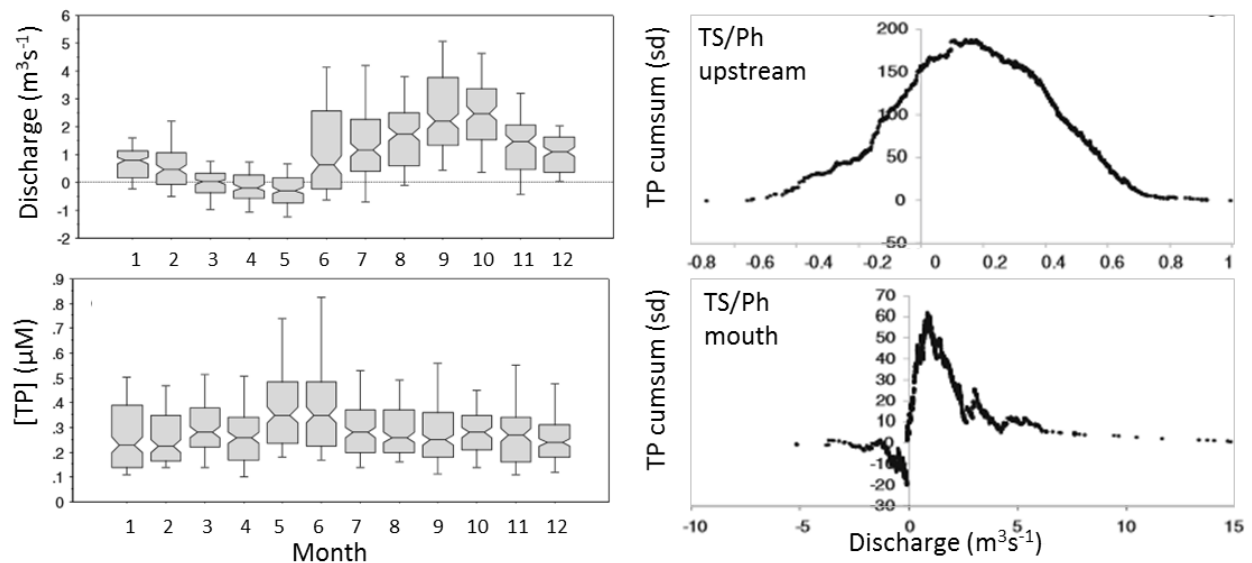 Discharge (m³s⁻¹)
6
5
4
3
2
1
0
-1
-2
1 2 3 4 5 6 7 8 9 10 11 12
[TP] (µM)
.9
.8
.7
.6
.5
.4
.3
.2
.1
0
1 2 3 4 5 6 7 8 9 10 11 12
Month
TS/Ph
upstream
TP cumsum (sd)
200
150
100
50
0
-50
-0.8 -0.6 -0.4 -0.2 0 0.2 0.4 0.6 0.8 1
TS/Ph
mouth
TP cumsum (sd)
70
60
50
40
30
20
10
0
-10
-20
-30
-10 -5 0 5 10 15
Discharge (m³s⁻¹)